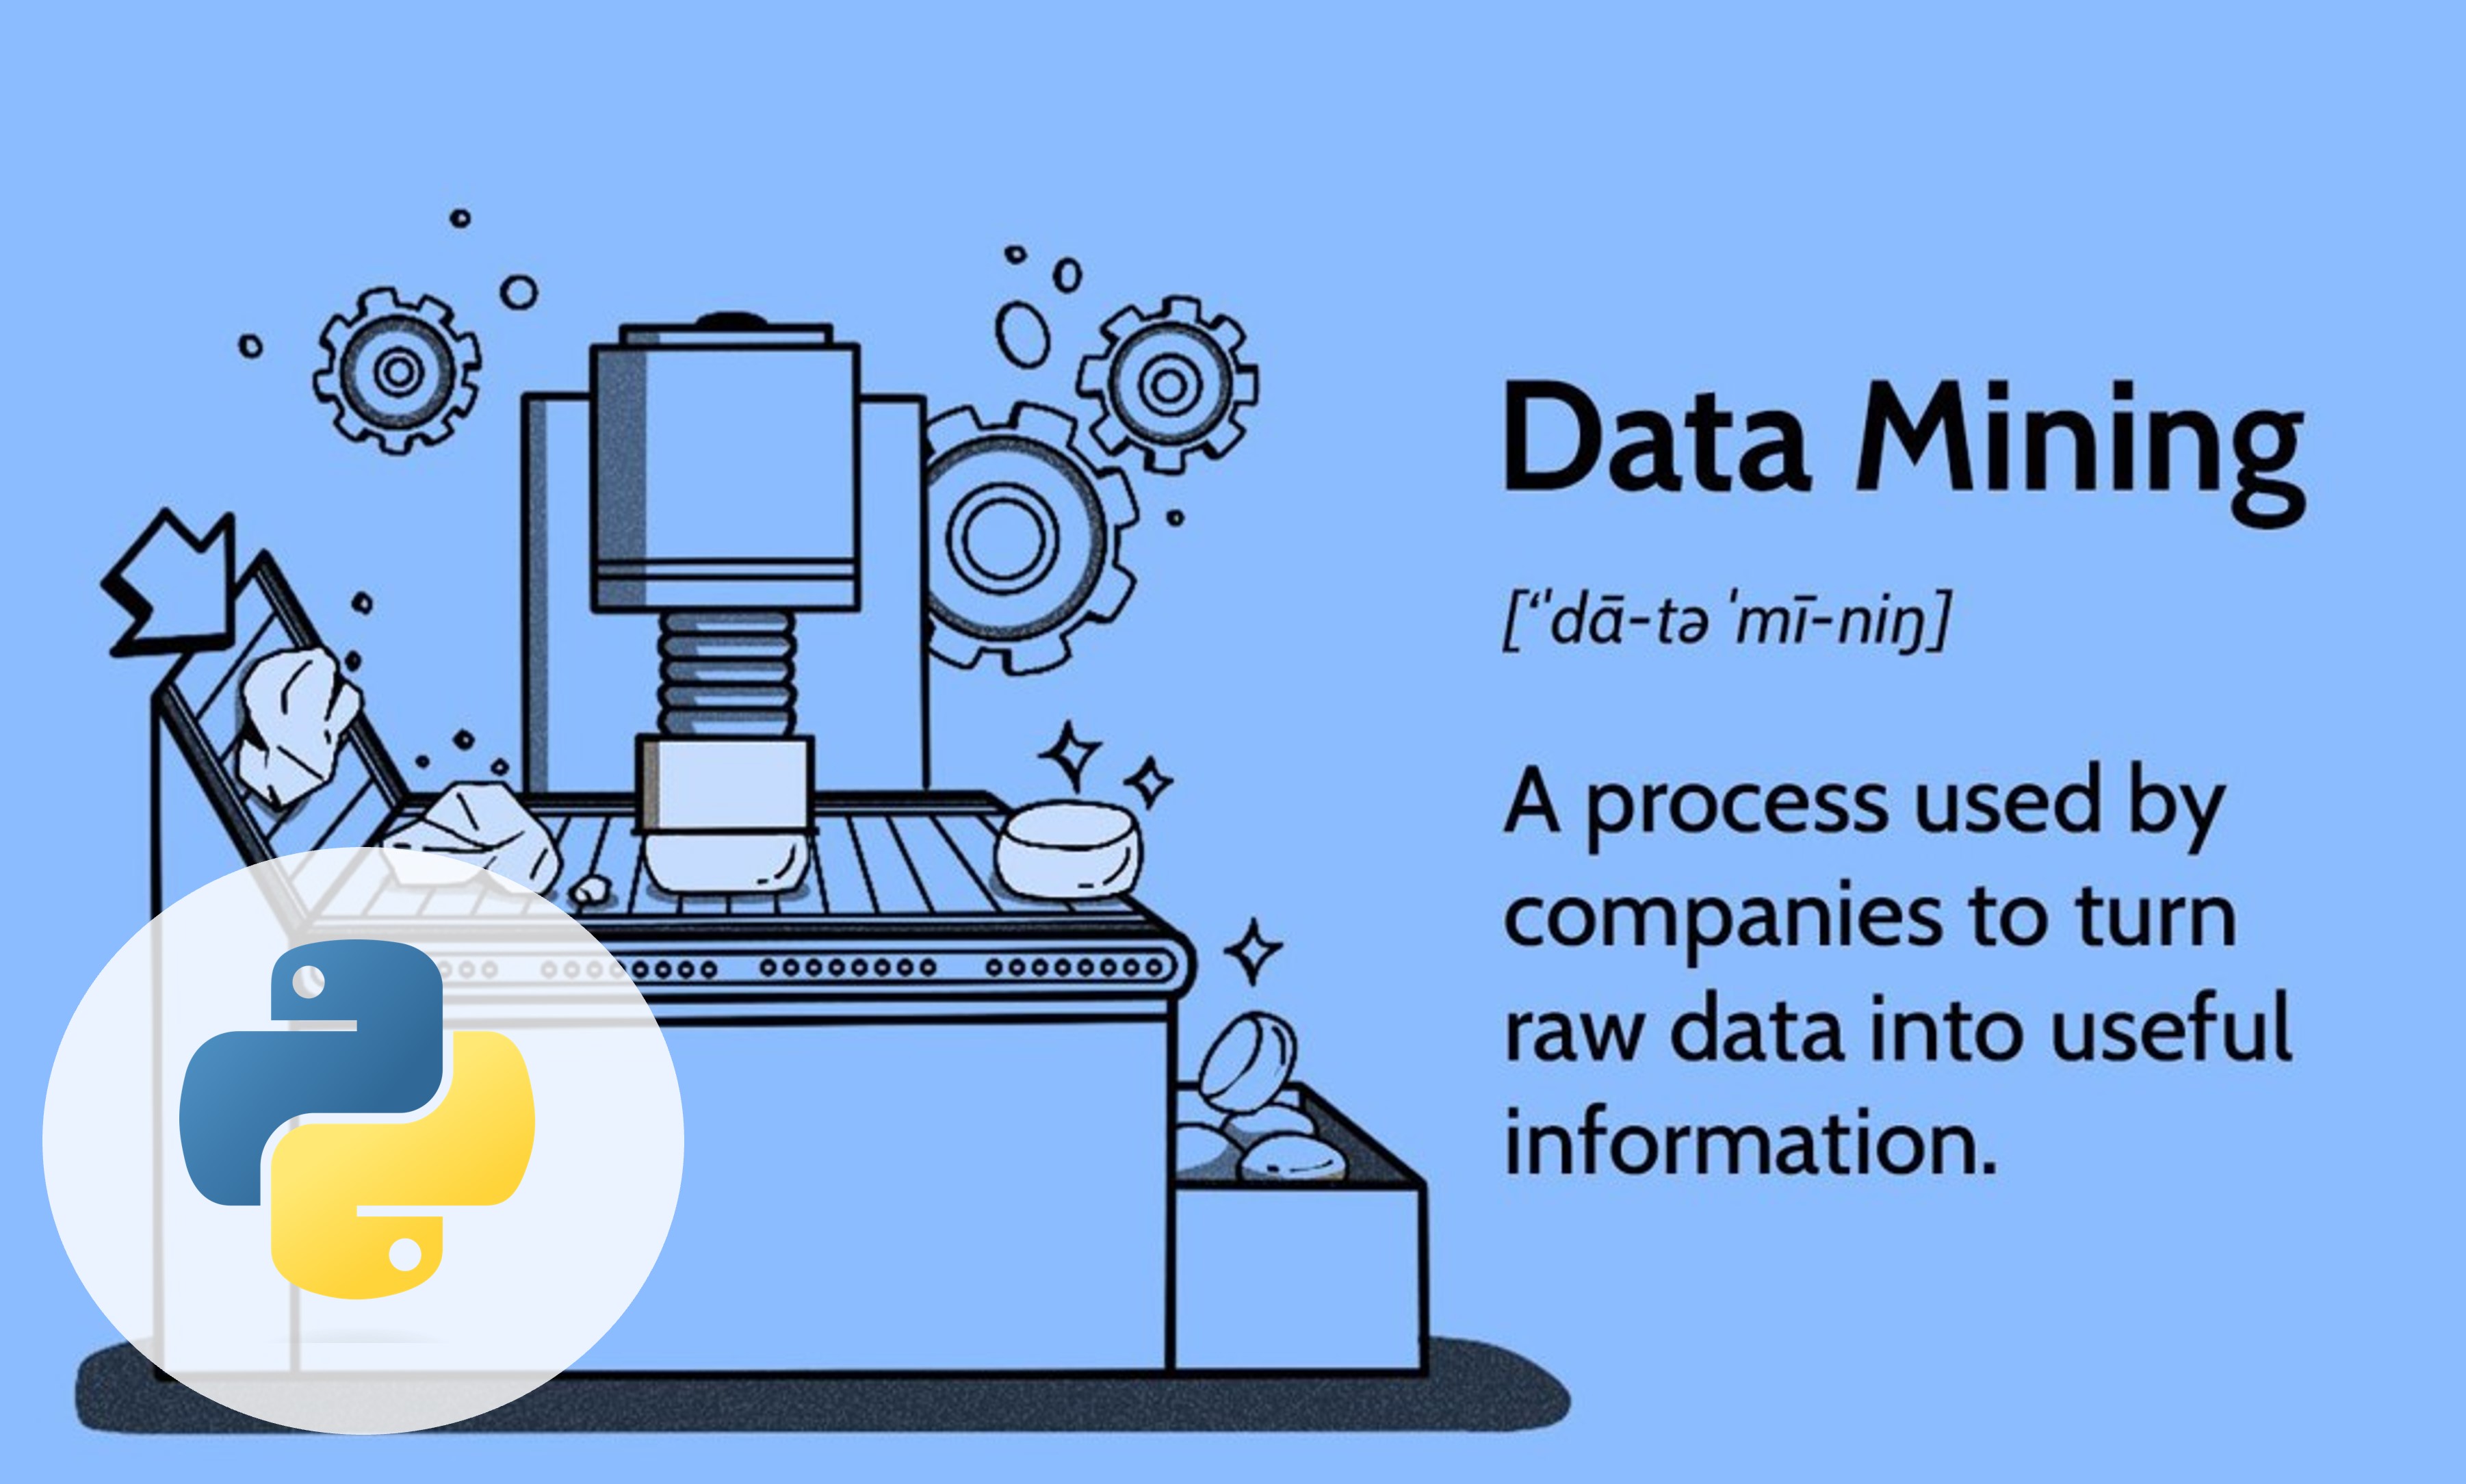 Data Mining
[“ˈdā-tə ˈmī-niŋ]
A process used by
companies to turn
raw data into useful
information.